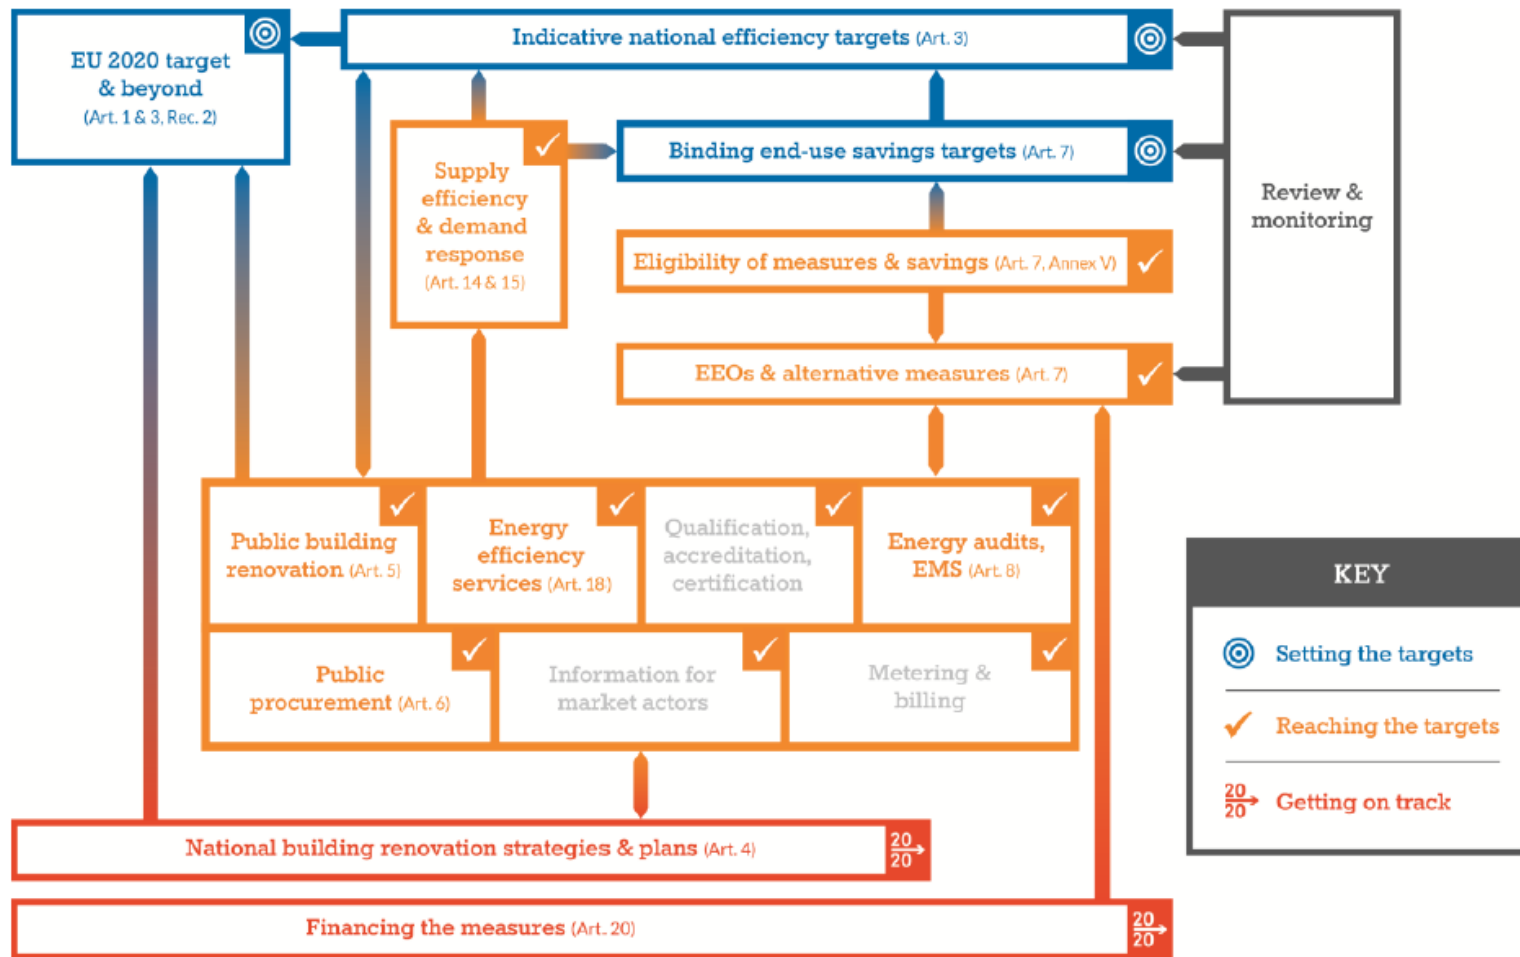 EU 2020 target
& beyond
(Art. 1 & 3, Rec. 2)
Indicative national efficiency targets (Art. 3)
Supply
efficiency
& demand
response
(Art. 14 & 15)
Binding end-use savings targets (Art. 7)
Eligibility of measures & savings (Art. 7, Annex V)
EEOs & alternative measures (Art. 7)
Review &
monitoring
Public building
renovation (Art. 5)
Energy
efficiency
services (Art. 18)
Qualification,
accreditation,
certification
Energy audits,
EMS (Art. 8)
Public
procurement (Art. 6)
Information for
market actors
Metering &
billing
National building renovation strategies & plans (Art. 4)
20
20
Financing the measures (Art. 20)
20
20
KEY
Setting the targets
Reaching the targets
20
20
Getting on track